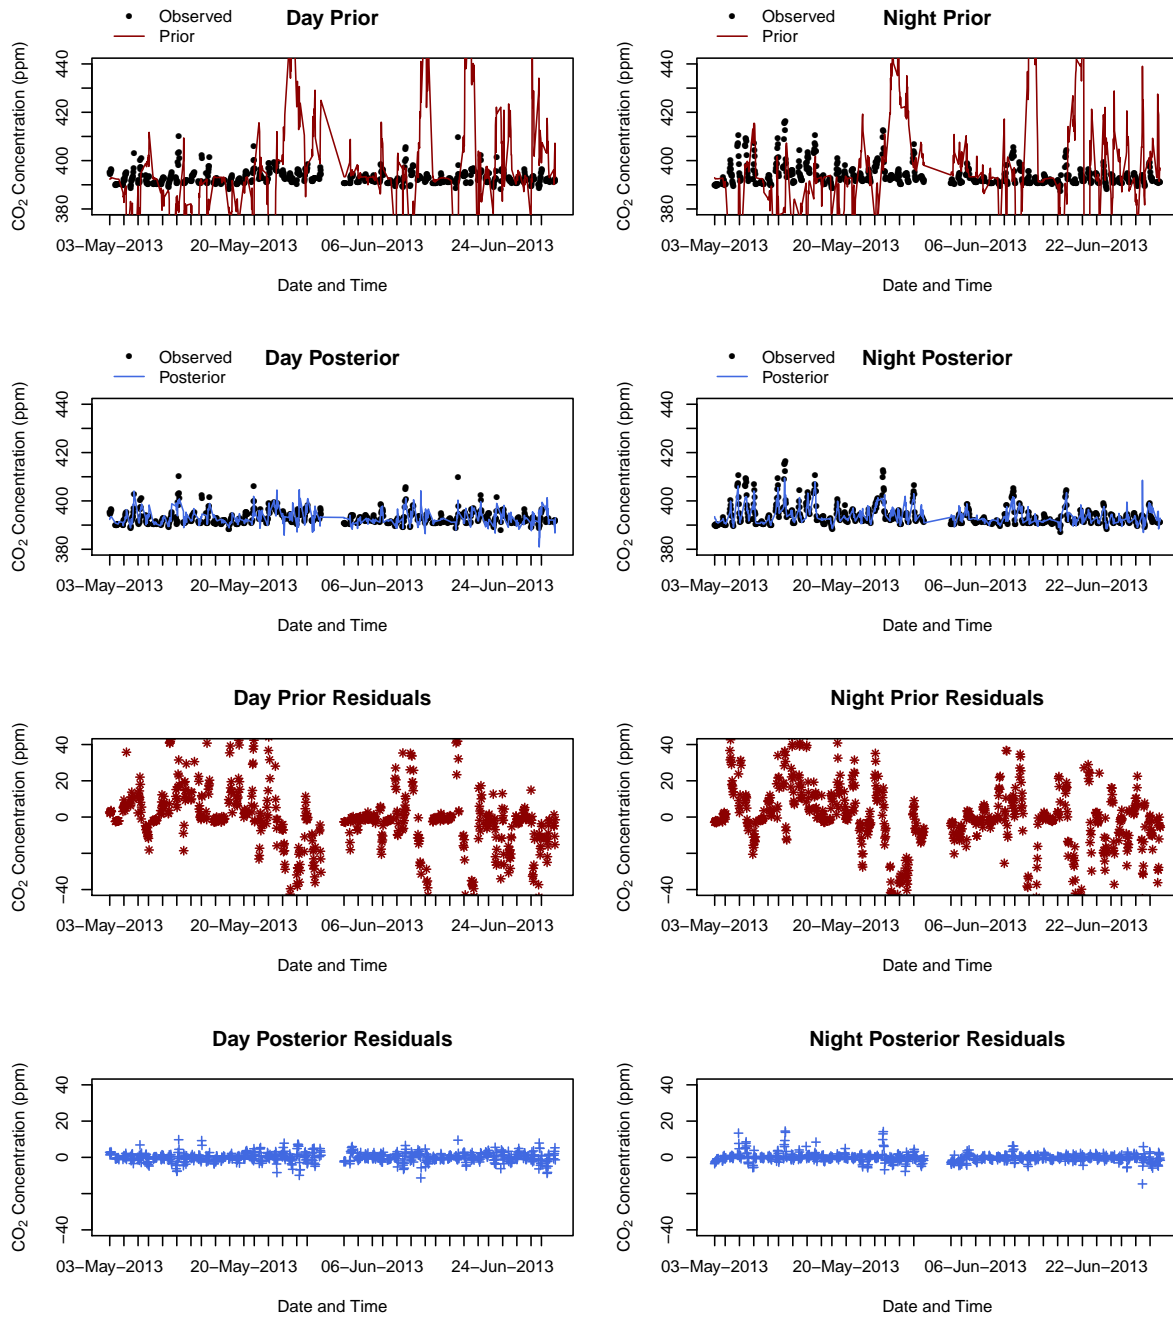 Observed
Prior
Day Prior
CO2 Concentration (ppm)
440
420
400
380
03−May−2013 20−May−2013 06−Jun−2013 24−Jun−2013
Date and Time
Observed
Prior
Night Prior
CO2 Concentration (ppm)
440
420
400
380
03−May−2013 20−May−2013 06−Jun−2013 22−Jun−2013
Date and Time
Observed
Posterior
Day Posterior
CO2 Concentration (ppm)
440
420
400
380
03−May−2013 20−May−2013 06−Jun−2013 24−Jun−2013
Date and Time
Observed
Posterior
Night Posterior
CO2 Concentration (ppm)
440
420
400
380
03−May−2013 20−May−2013 06−Jun−2013 22−Jun−2013
Date and Time
Day Prior Residuals
CO2 Concentration (ppm)
40
20
0
−40
03−May−2013 20−May−2013 06−Jun−2013 24−Jun−2013
Date and Time
Night Prior Residuals
CO2 Concentration (ppm)
40
20
0
−40
03−May−2013 20−May−2013 06−Jun−2013 22−Jun−2013
Date and Time
Day Posterior Residuals
CO2 Concentration (ppm)
40
20
0
−40
03−May−2013 20−May−2013 06−Jun−2013 24−Jun−2013
Date and Time
Night Posterior Residuals
CO2 Concentration (ppm)
40
20
0
−40
03−May−2013 20−May−2013 06−Jun−2013 22−Jun−2013
Date and Time